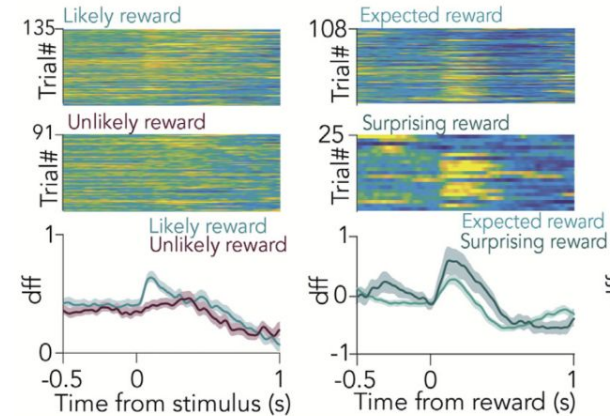 Likely reward
135
Trial#
Unlikely reward
91
Trial#
Likely reward
Unlikely reward
1
dff
0
-0.5
0
1
Time from stimulus (s)
Expected reward
108
Trial#
Surprising reward
25
Trial#
Expected reward
Surprising reward
1
dff
0
-1
-0.5
0
1
Time from reward (s)
dff